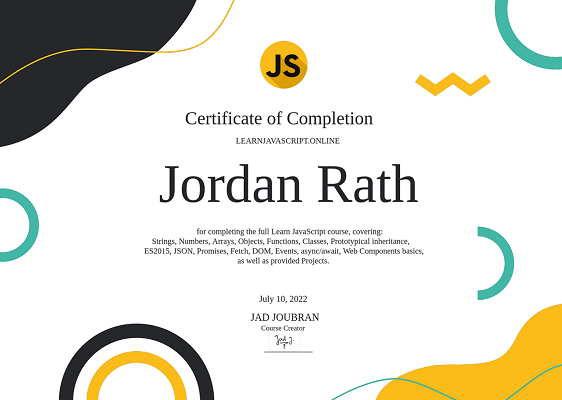 JS
Certificate of Completion
LEARNJAVASCRIPT.ONLINE
Jordan Rath
for completing the full Learn JavaScript course, covering:
Strings, Numbers, Arrays, Objects, Functions, Classes, Prototypical inheritance,
ES2015, JSON, Promises, Fetch, DOM, Events, async/await, Web Components basics,
as well as provided Projects.
July 10, 2022
JAD JOUBRAN
Course Creator
Jad J.